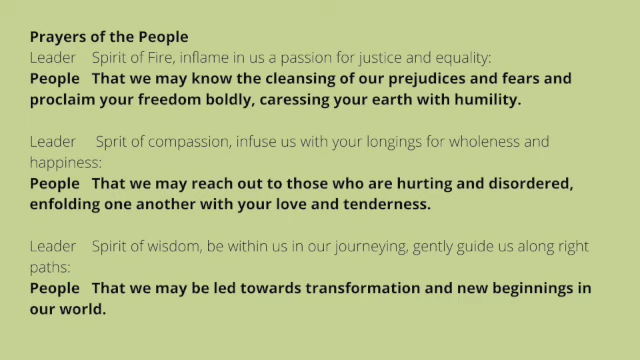 Prayers of the People
Leader Spirit of Fire, inflame in us a passion for justice and equality:
People That we may know the cleansing of our prejudices and fears and
proclaim your freedom boldly, caressing your earth with humility.
Leader Sprit of compassion, infuse us with your longings for wholeness and
happiness:
People That we may reach out to those who are hurting and disordered,
enfolding one another with your love and tenderness.
Leader Spirit of wisdom, be within us in our journeying, gently guide us along right
paths:
People That we may be led towards transformation and new beginnings in
our world.